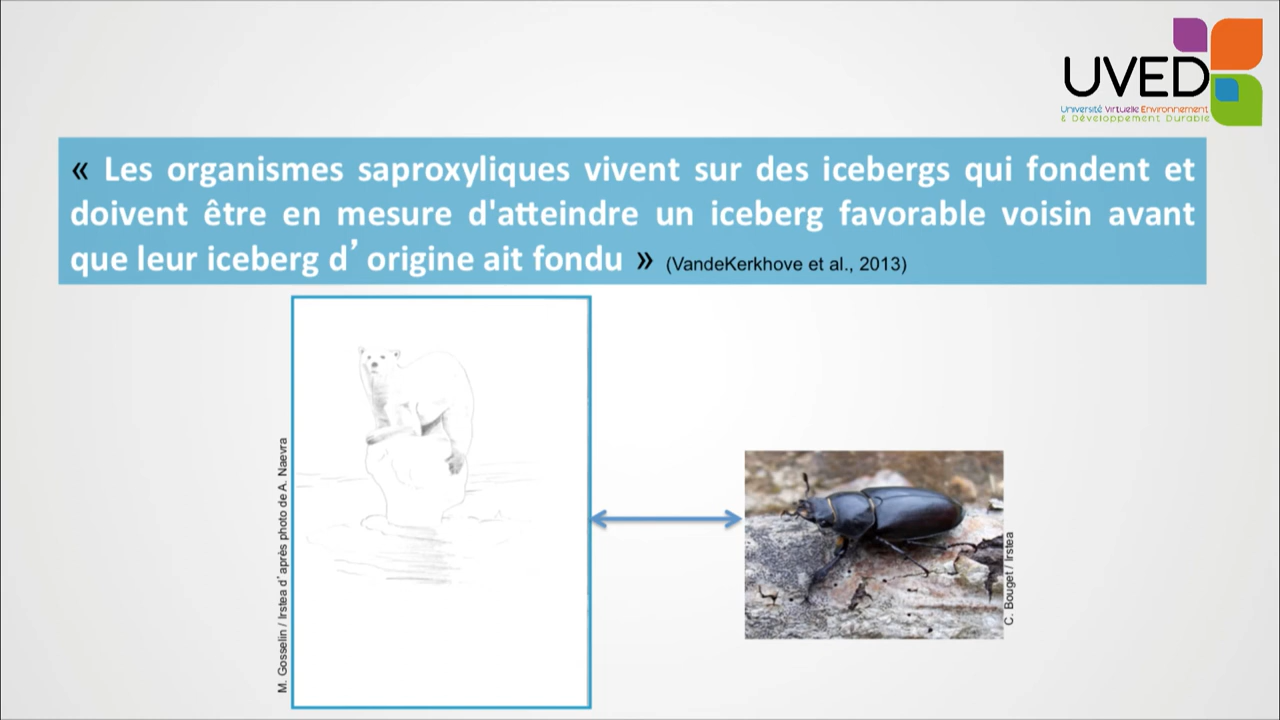 UVED
Université Virtuelle Environnement
& Développement Durable
« Les organismes saproxyliques vivent sur des icebergs qui fondent et
doivent être en mesure d'atteindre un iceberg favorable voisin avant
que leur iceberg d’ origine ait fondu » (VandeKerkhove et al., 2013)
M. Gosselin / Irstea d’ après photo de A. Naevra
C. Bouget / Irstea